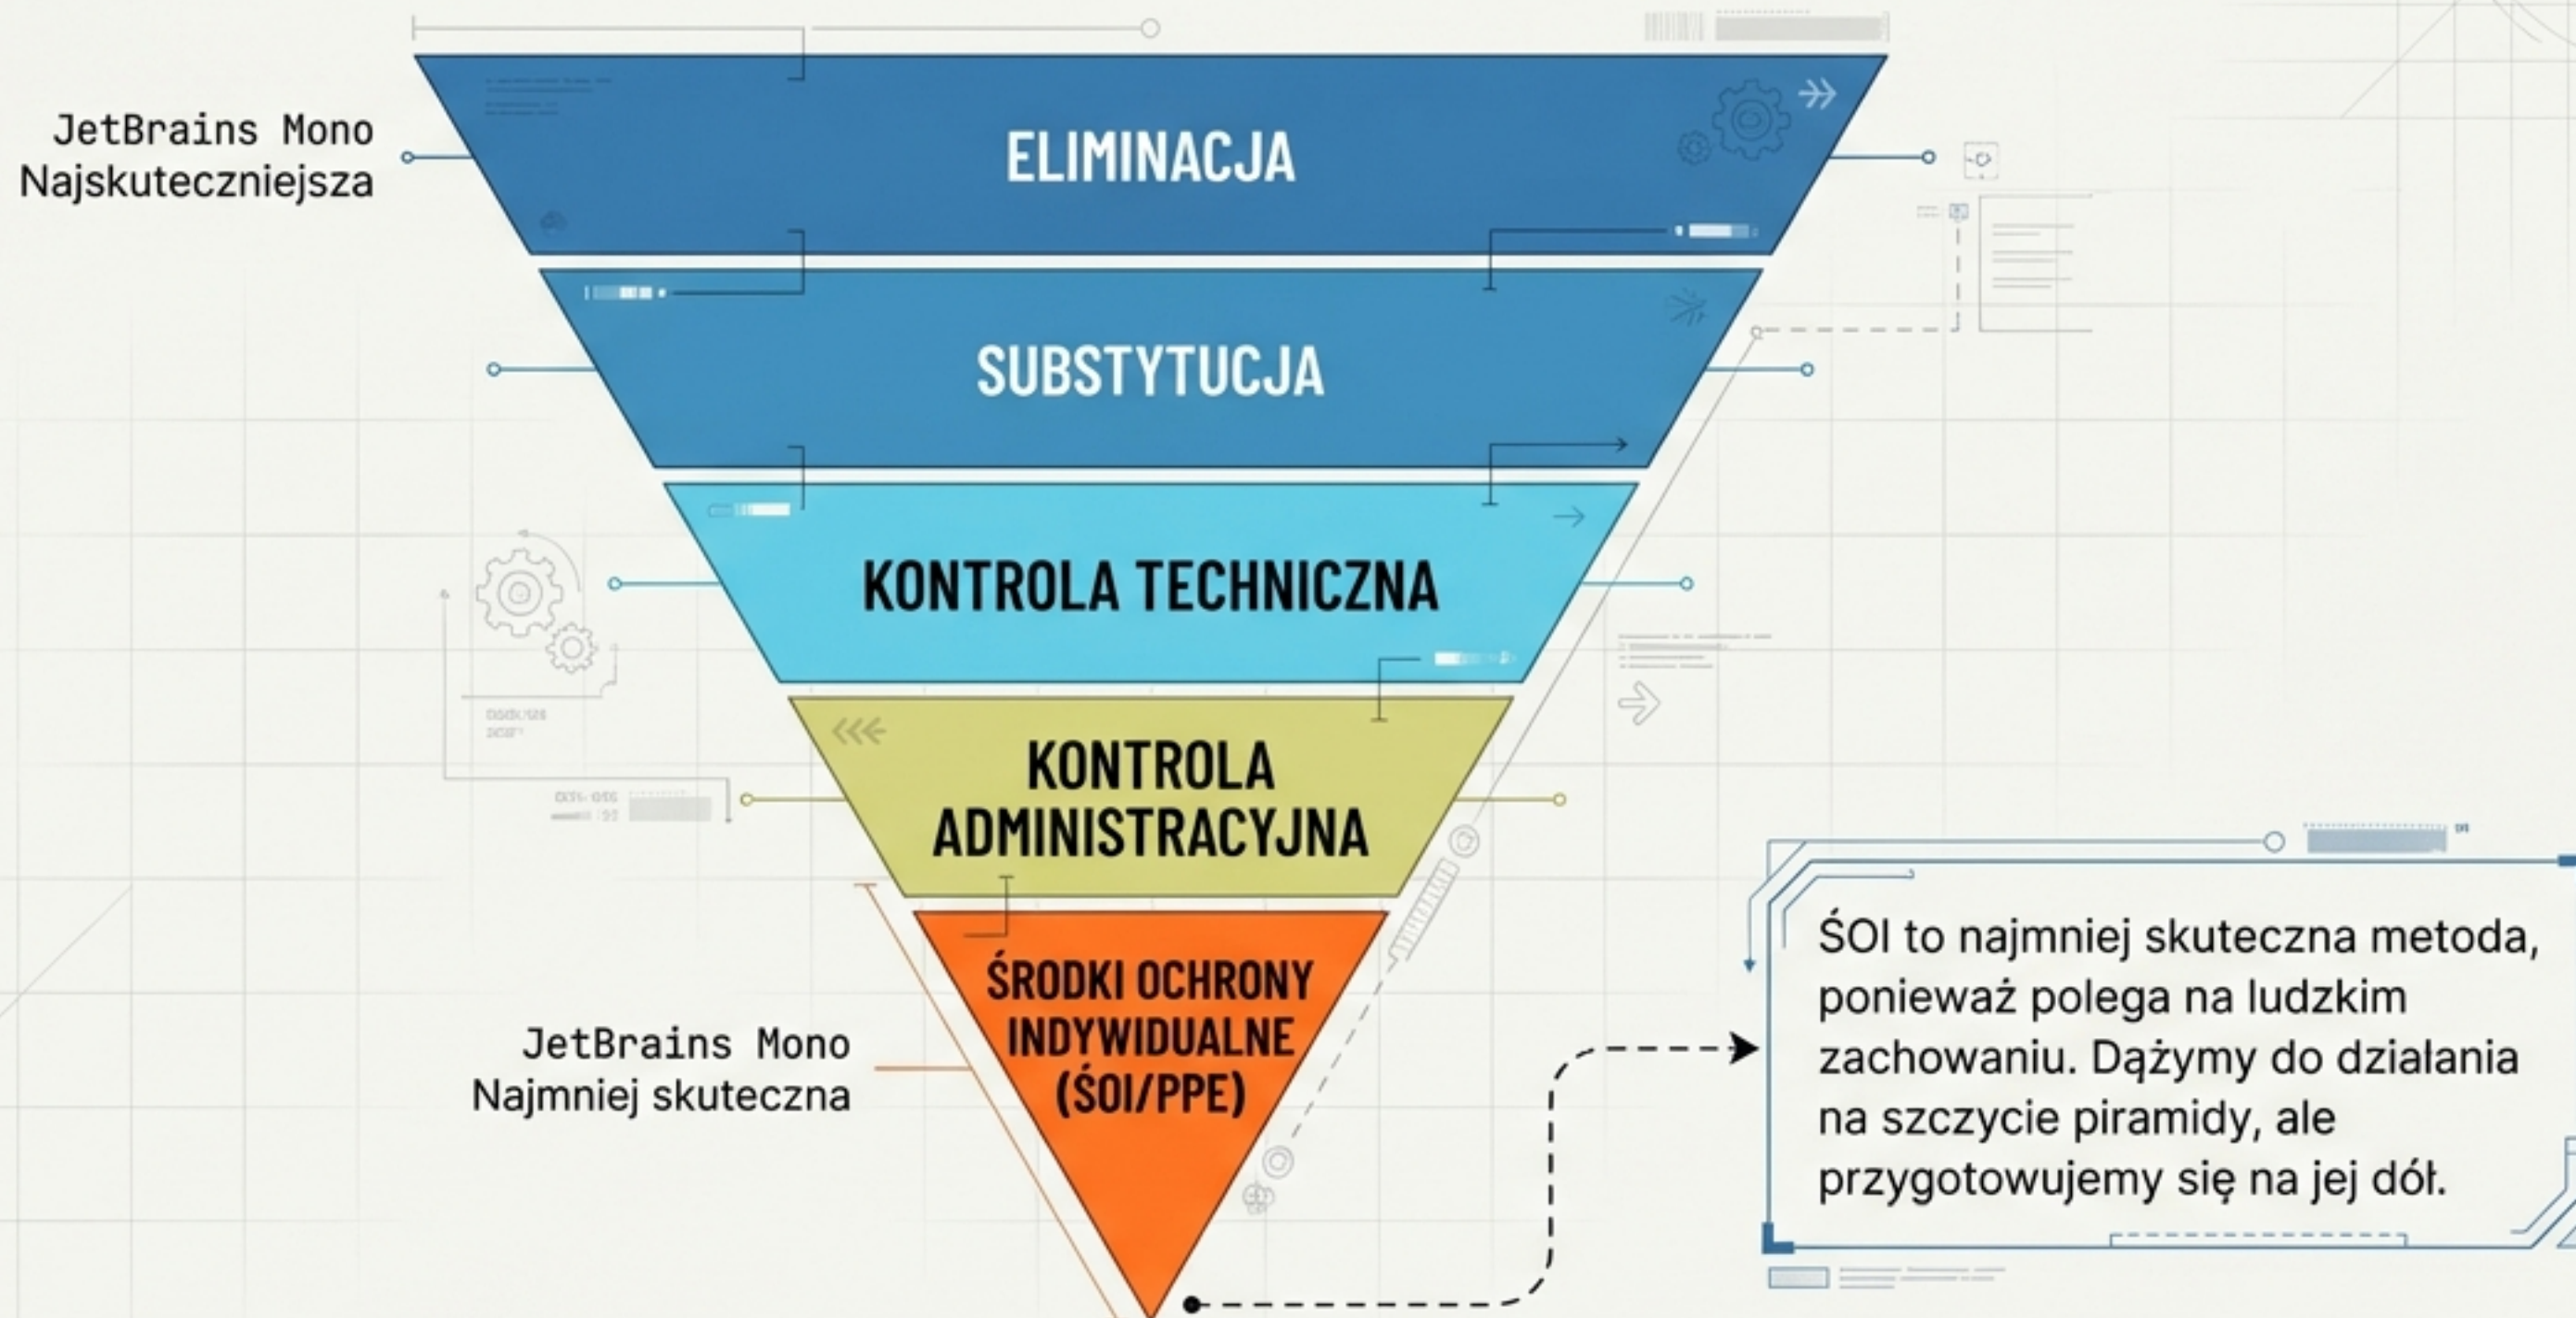 JetBrains Mono
Najskuteczniejsza
ELIMINACJA
SUBSTYTUCJA
KONTROLA TECHNICZNA
KONTROLA
ADMINISTRACYJNA
ŚRODKI OCHRONY
INDYWIDUALNE
(ŚOI/PPE)
JetBrains Mono
Najmniej skuteczna
ŚOI to najmniej skuteczna metoda,
ponieważ polega na ludzkim
zachowaniu. Dążymy do działania
na szczycie piramidy, ale
przygotowujemy się na jej dół.